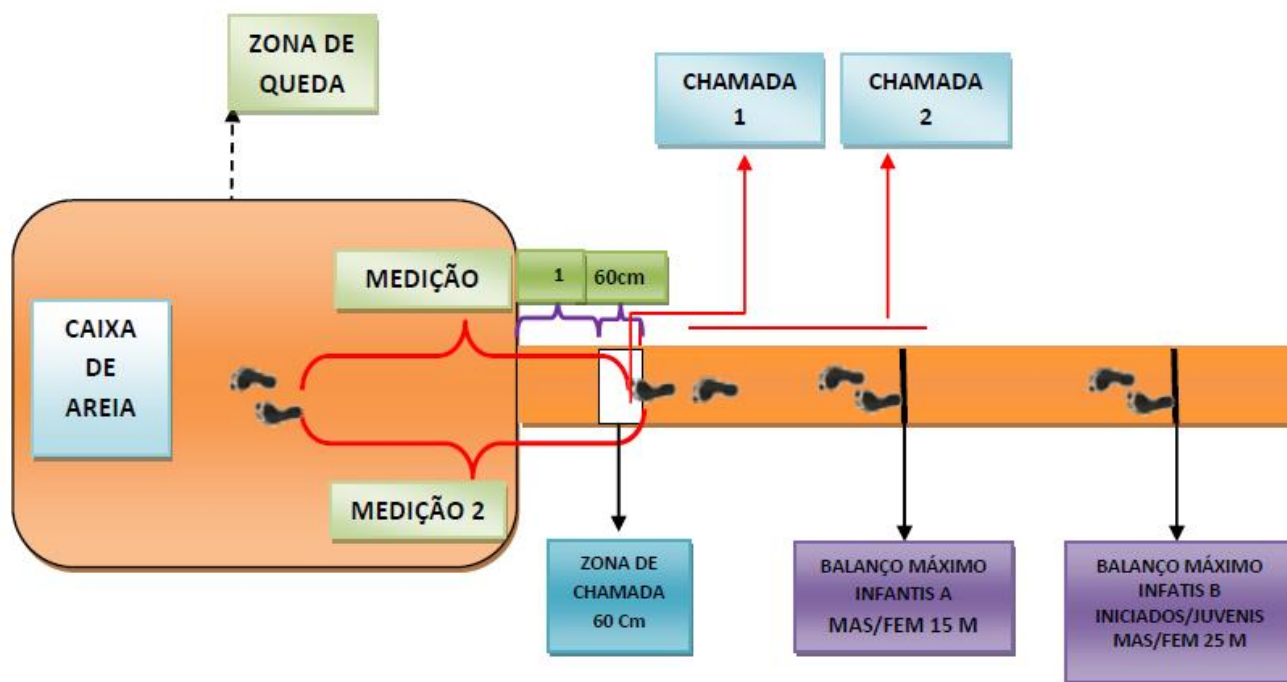 ZONA DE
QUEDA
CHAMADA
1
CHAMADA
2
MEDIÇÃO
1
60cm
CAIXA
DE
AREIA
MEDIÇÃO 2
ZONA DE
CHAMADA
60 Cm
BALANÇO MÁXIMO
INFANTIS A
MAS/FEM 15 M
BALANÇO MÁXIMO
INFATIS B
INICIADOS/JUVENIS
MAS/FEM 25 M